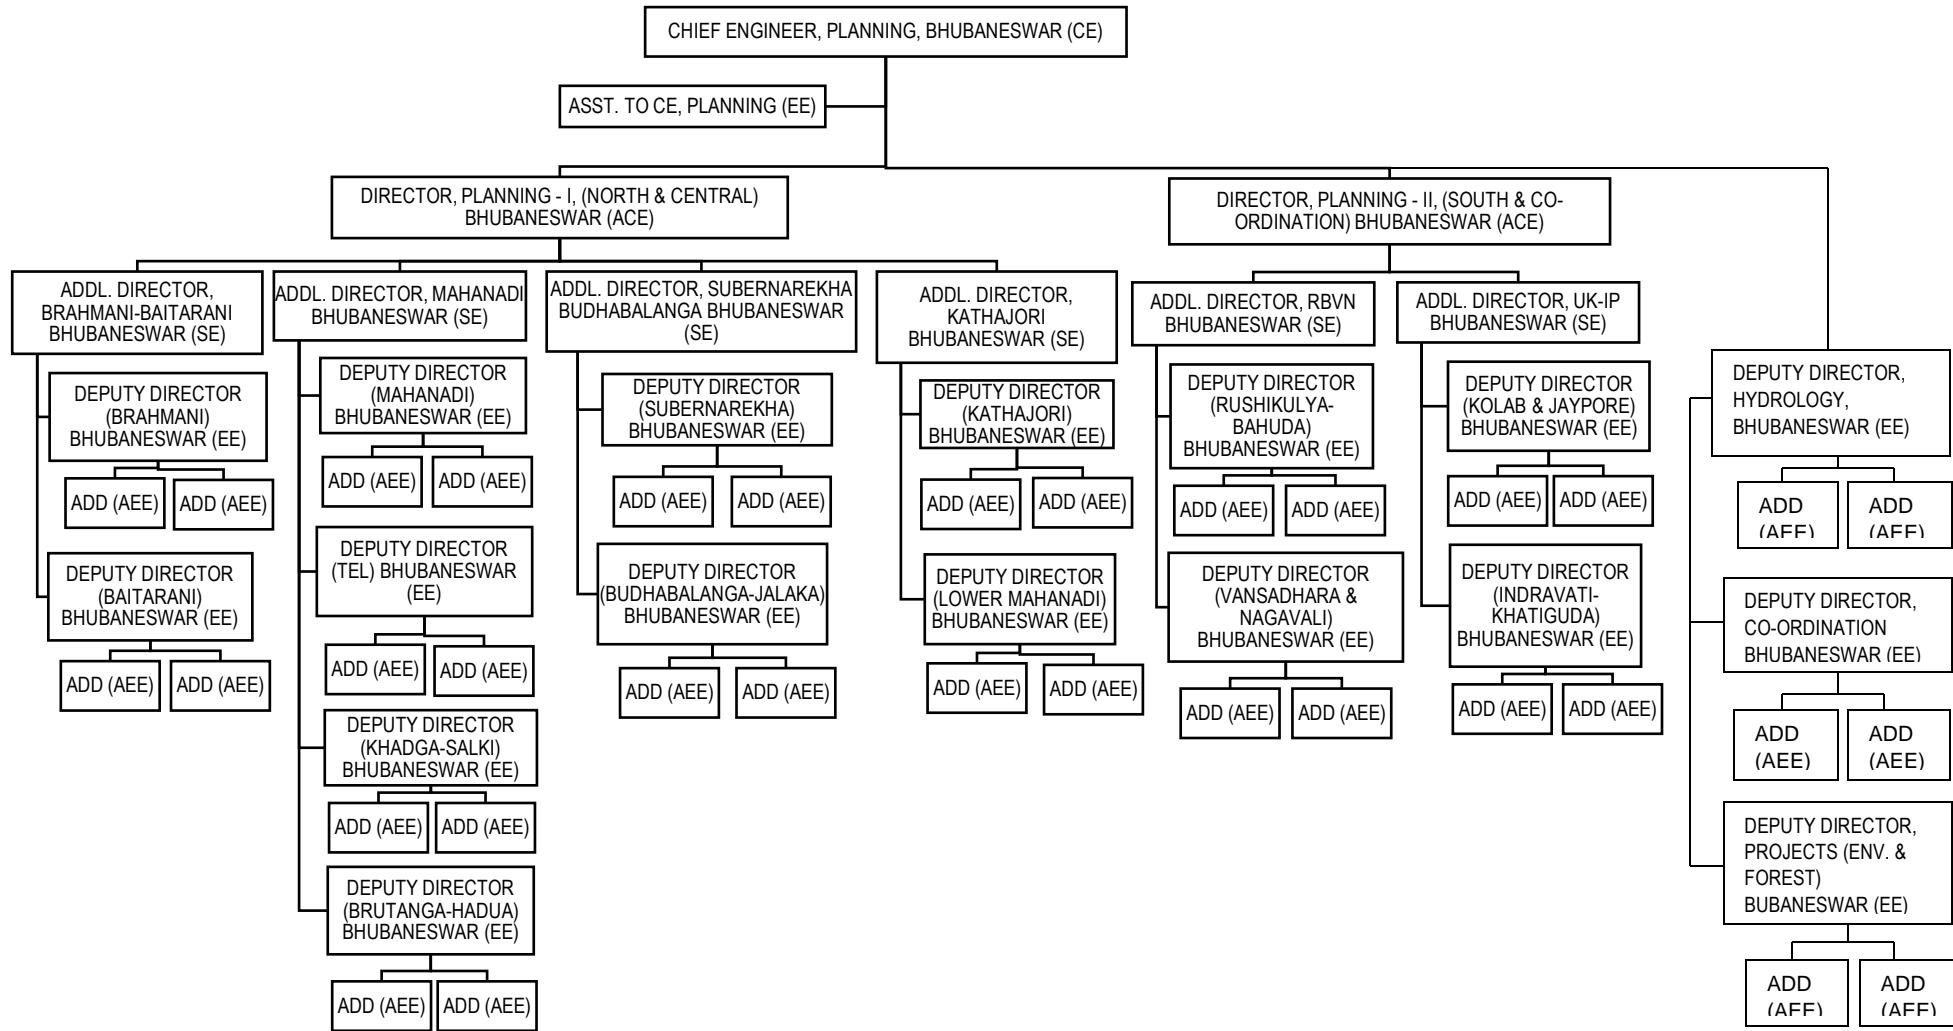 CHIEF ENGINEER, PLANNING, BHUBANESWAR (CE)
ASST. TO CE, PLANNING (EE)
DIRECTOR, PLANNING - I, (NORTH & CENTRAL)
BHUBANESWAR (ACE)
DIRECTOR, PLANNING - II, (SOUTH & CO-
ORDINATION) BHUBANESWAR (ACE)
ADDL. DIRECTOR,
BRAHMANI-BAITARANI
BHUBANESWAR (SE)
DEPUTY DIRECTOR
(BRAHMANI)
BHUBANESWAR (EE)
ADD (AEE)
ADD (AEE)
DEPUTY DIRECTOR
(BAITARANI)
BHUBANESWAR (EE)
ADD (AEE)
ADD (AEE)
ADDL. DIRECTOR, MAHANADI
BHUBANESWAR (SE)
DEPUTY DIRECTOR
(MAHANADI)
BHUBANESWAR (EE)
ADD (AEE)
ADD (AEE)
DEPUTY DIRECTOR
(TEL) BHUBANESWAR
(EE)
ADD (AEE)
ADD (AEE)
DEPUTY DIRECTOR
(KHADGA-SALKI)
BHUBANESWAR (EE)
ADD (AEE)
ADD (AEE)
DEPUTY DIRECTOR
(BRUTANGA-HADUA)
BHUBANESWAR (EE)
ADD (AEE)
ADD (AEE)
ADDL. DIRECTOR, SUBERNAREKHA
BUDHABALANGA BHUBANESWAR
(SE)
DEPUTY DIRECTOR
(SUBERNAREKHA)
BHUBANESWAR (EE)
ADD (AEE)
ADD (AEE)
DEPUTY DIRECTOR
(BUDHABALANGA-JALAKA)
BHUBANESWAR (EE)
ADD (AEE)
ADD (AEE)
ADDL. DIRECTOR,
KATHAJORI
BHUBANESWAR (SE)
DEPUTY DIRECTOR
(KATHAJORI)
BHUBANESWAR (EE)
ADD (AEE)
ADD (AEE)
DEPUTY DIRECTOR
(LOWER MAHANADI)
BHUBANESWAR (EE)
ADD (AEE)
ADD (AEE)
ADDL. DIRECTOR, RBVN
BHUBANESWAR (SE)
DEPUTY DIRECTOR
(RUSHIKULYA-
BAHUDA)
BHUBANESWAR (EE)
ADD (AEE)
ADD (AEE)
DEPUTY DIRECTOR
(VANSADHARA &
NAGAVALI)
BHUBANESWAR (EE)
ADD (AEE)
ADD (AEE)
ADDL. DIRECTOR, UK-IP
BHUBANESWAR (SE)
DEPUTY DIRECTOR
(KOLAB & JAYPORE)
BHUBANESWAR (EE)
ADD (AEE)
ADD (AEE)
DEPUTY DIRECTOR
(INDRAVATI-
KHATIGUDA)
BHUBANESWAR (EE)
ADD (AEE)
ADD (AEE)
DEPUTY DIRECTOR,
HYDROLOGY,
BHUBANESWAR (EE)
ADD
(AEE)
ADD
(AEE)
DEPUTY DIRECTOR,
CO-ORDINATION
BHUBANESWAR (EE)
ADD
(AEE)
ADD
(AEE)
DEPUTY DIRECTOR,
PROJECTS (ENV. &
FOREST)
BUBANESWAR (EE)
ADD
(AEE)
ADD
(AEE)